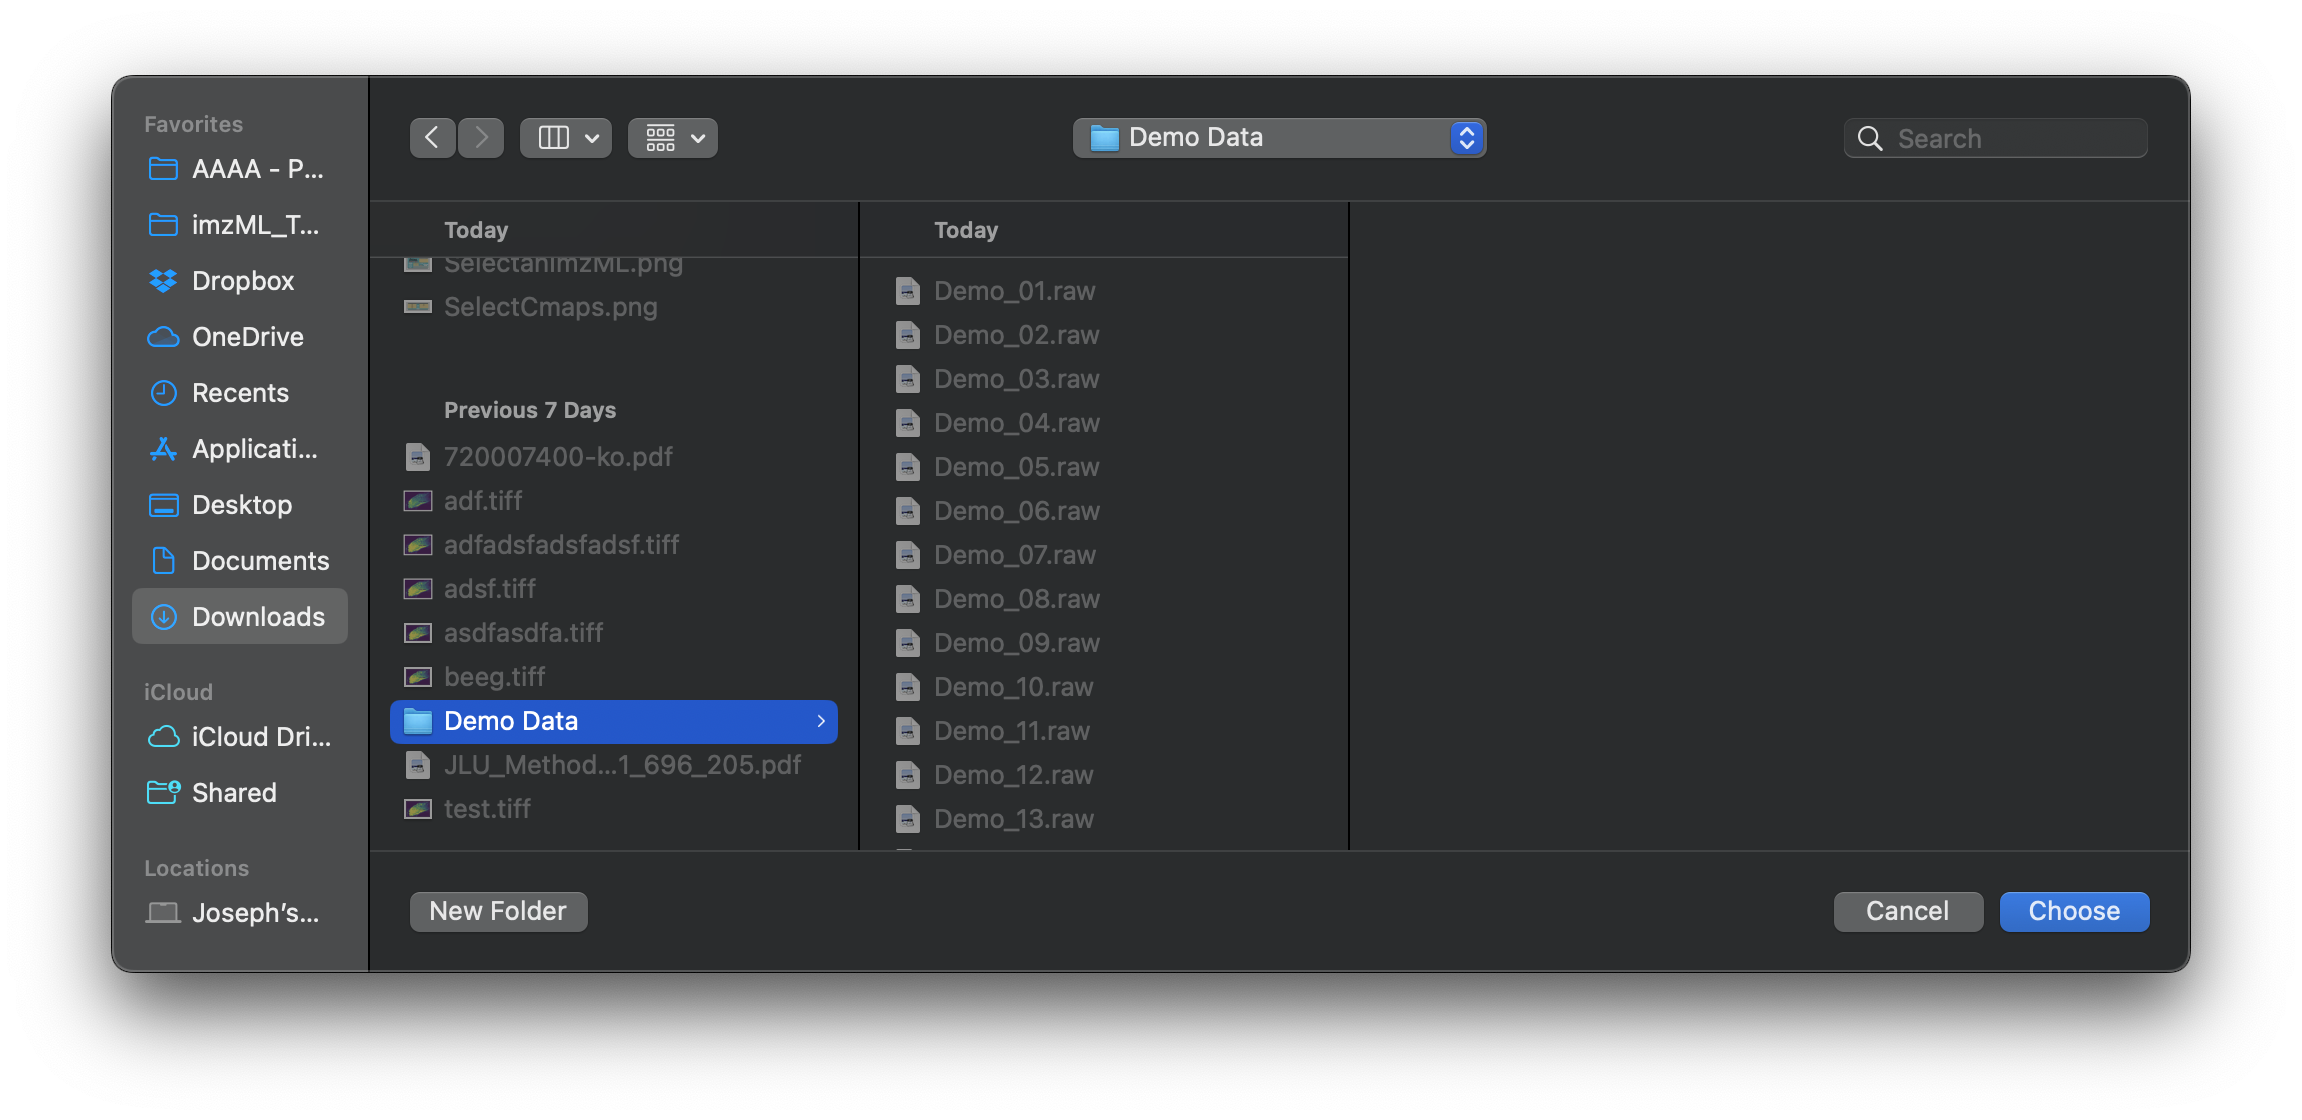 Favorites
AAAA - P...
imzML_T...
Dropbox
OneDrive
Recents
Applicati...
Desktop
Documents
Downloads
iCloud
iCloud Dri...
Shared
Locations
Joseph’s...
Demo Data
Search
Today
SelectanImzML.png
SelectCmaps.png
Previous 7 Days
720007400-ko.pdf
adf.tiff
adfadsfadsfadsf.tiff
adsf.tiff
asdfasdfa.tiff
beeg.tiff
Demo Data
JLU_Method...1_696_205.pdf
test.tiff
Today
Demo_01.raw
Demo_02.raw
Demo_03.raw
Demo_04.raw
Demo_05.raw
Demo_06.raw
Demo_07.raw
Demo_08.raw
Demo_09.raw
Demo_10.raw
Demo_11.raw
Demo_12.raw
Demo_13.raw
New Folder
Cancel
Choose